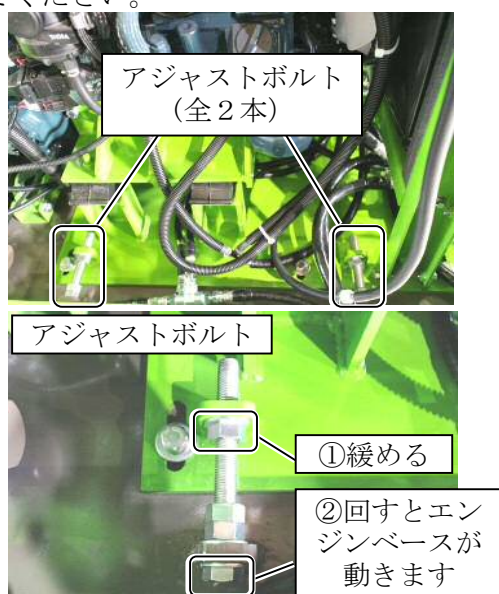 ください。
アジャストボルト
(全２本)
アジャストボルト
①緩める
②回すとエン
ジンベースが
動きます